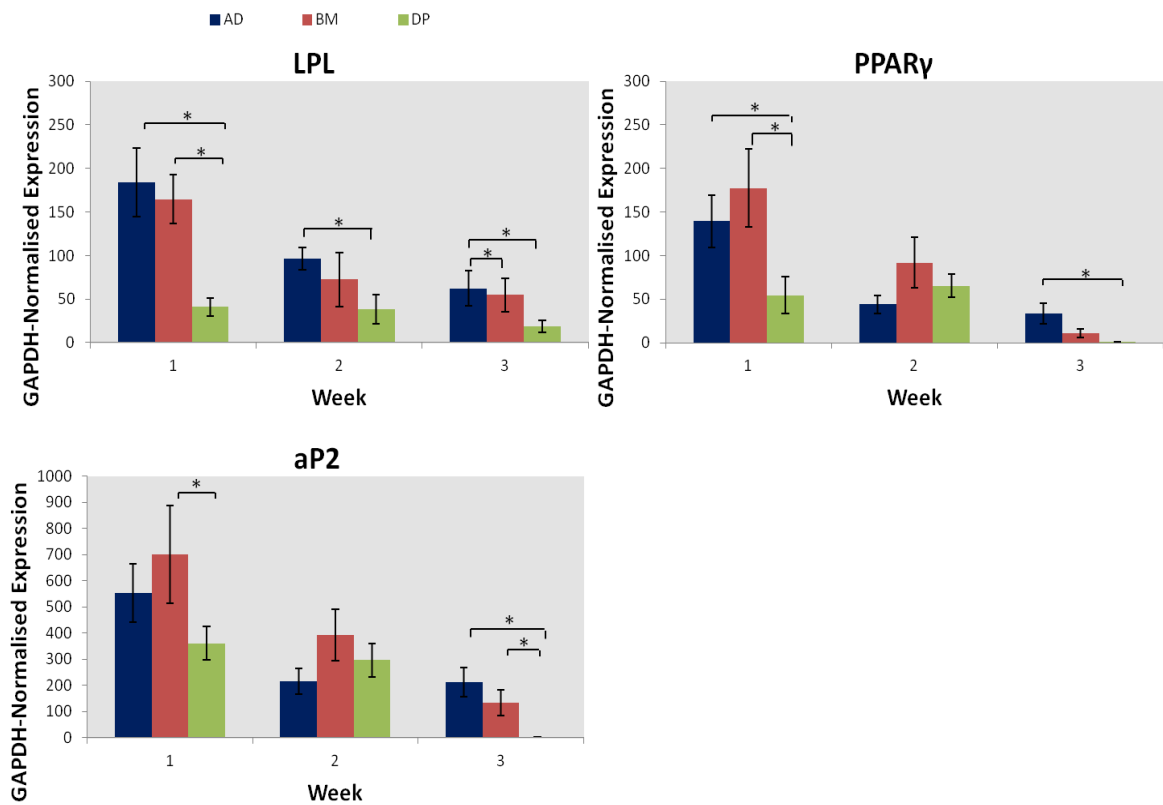 AD BM DP
LPL
GAPDH-Normalised Expression
300
250
200
150
100
50
0
*
*
*
*
*
1 2 3
Week
PPARγ
GAPDH-Normalised Expression
300
250
200
150
100
50
0
*
*
*
1 2 3
Week
aP2
GAPDH-Normalised Expression
1000
900
800
700
600
500
400
300
200
100
0
*
*
*
1 2 3
Week